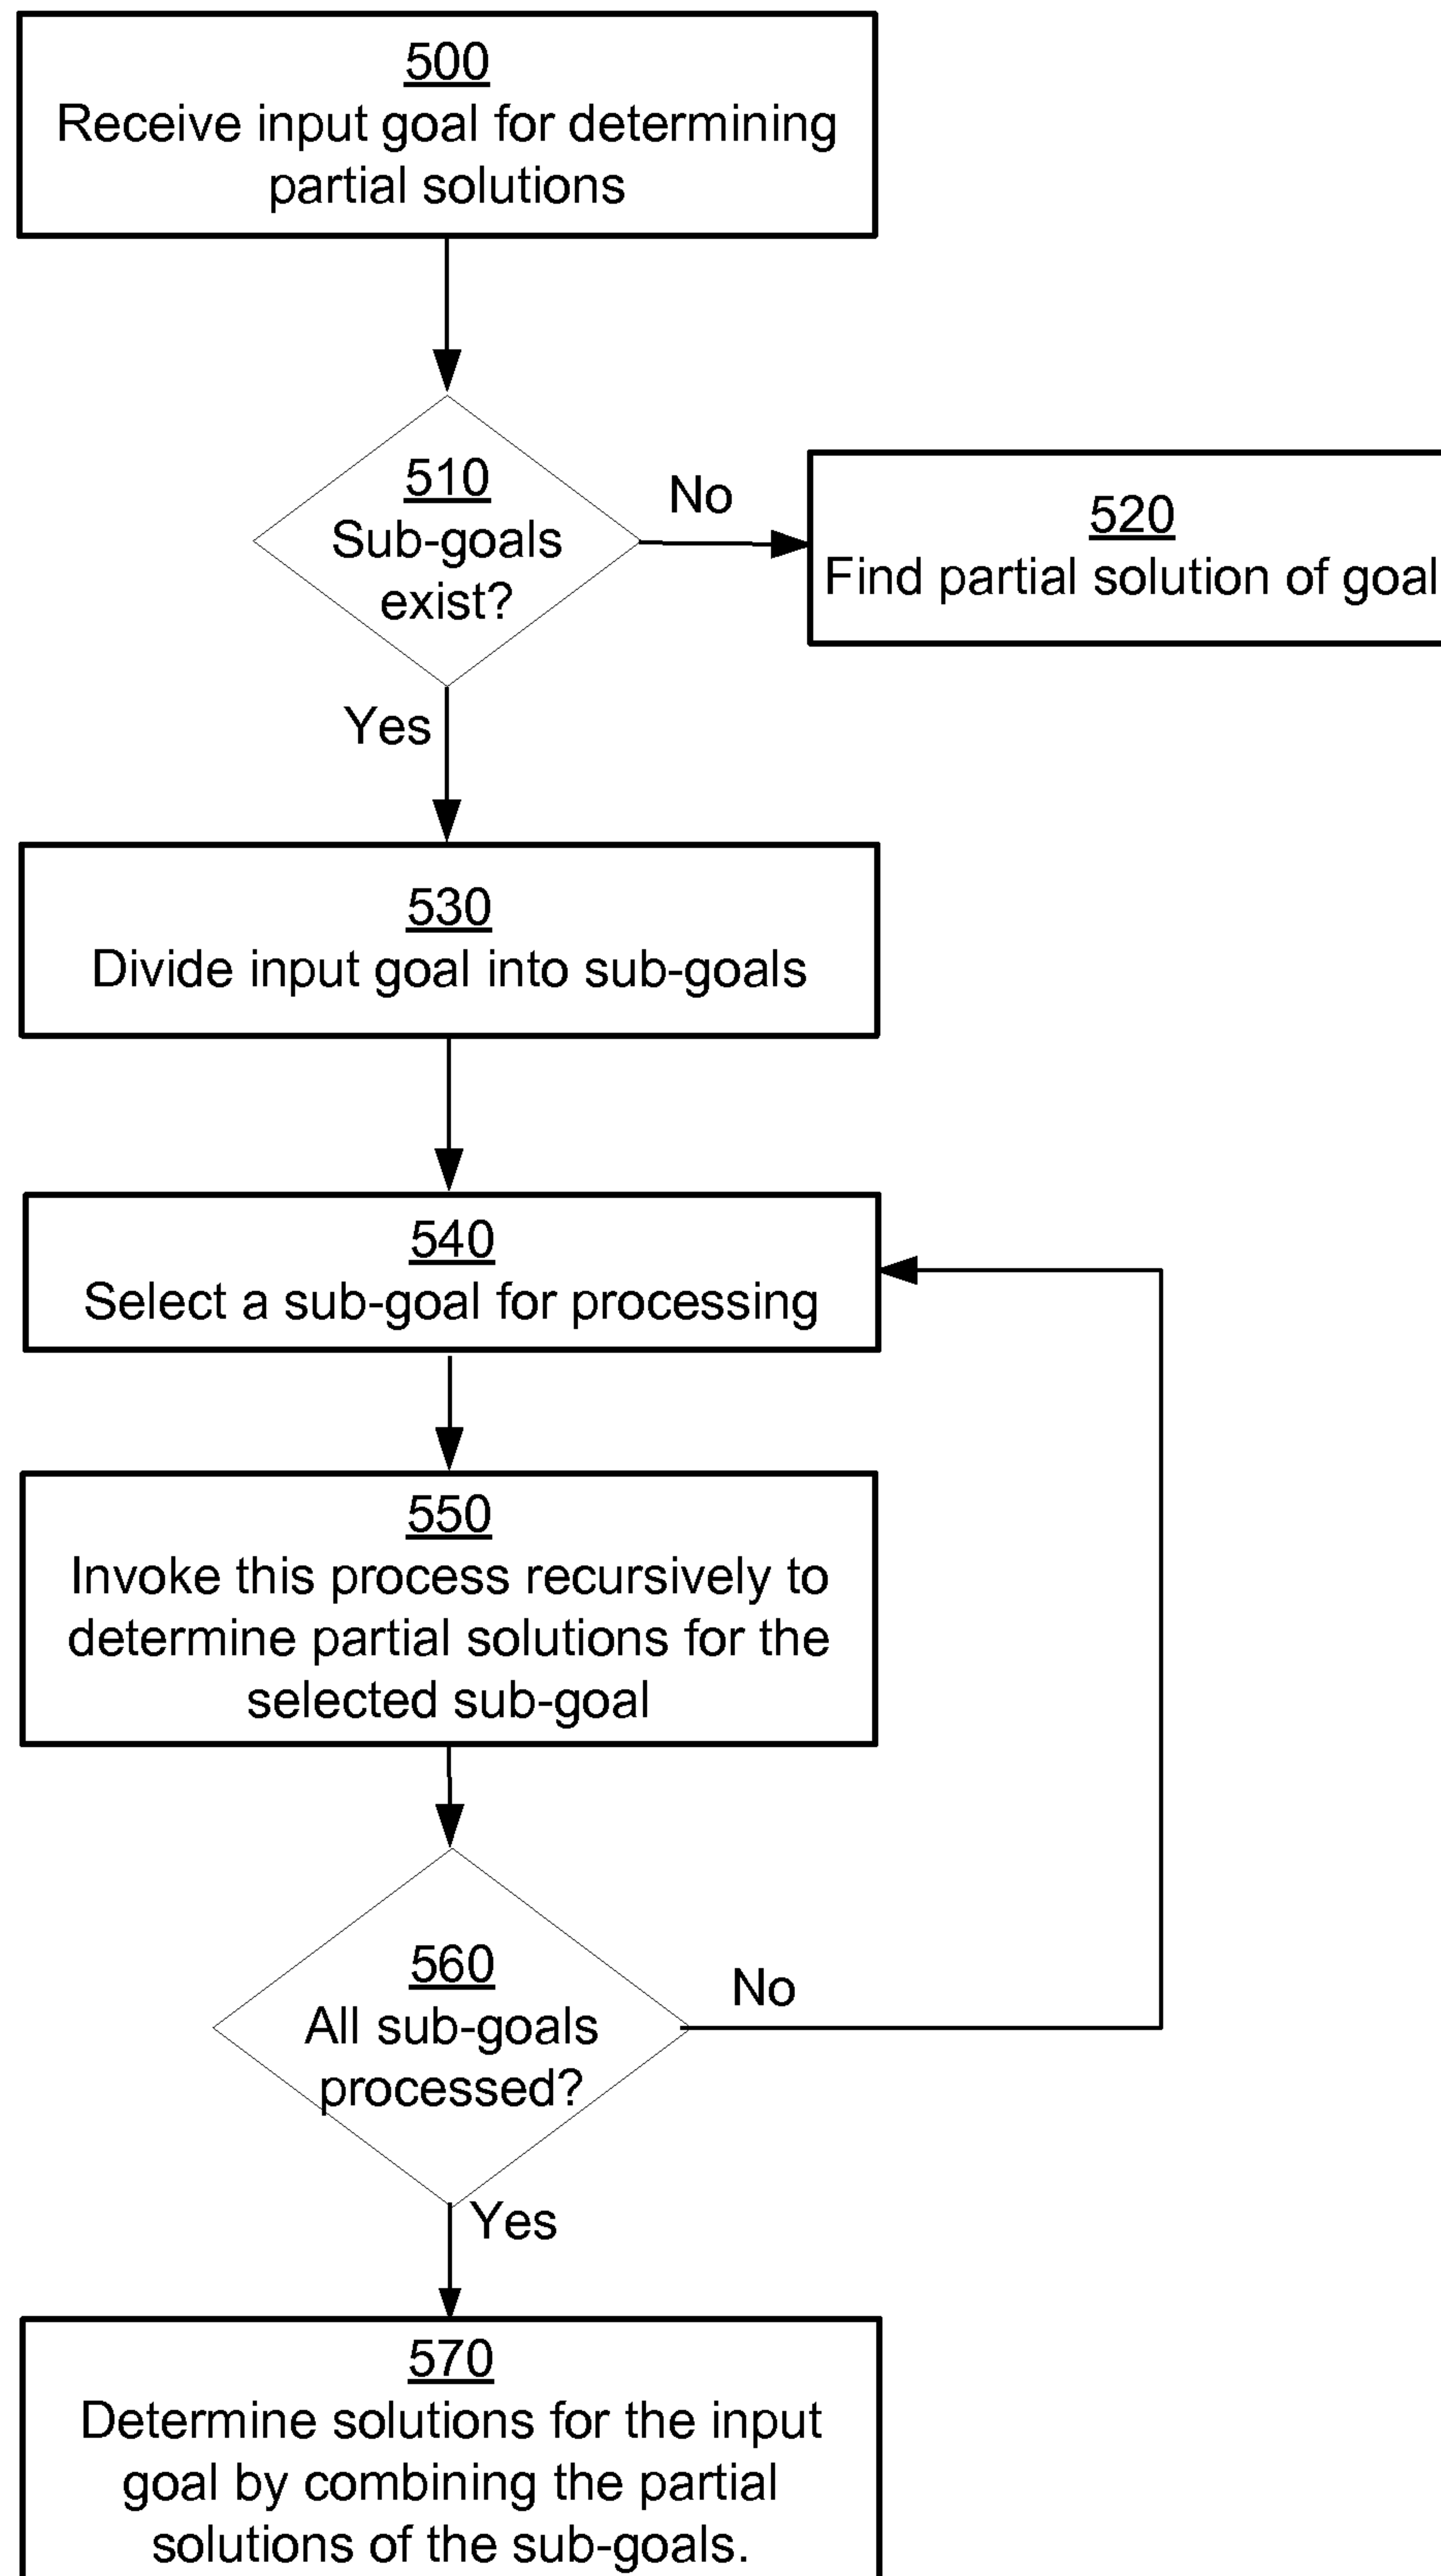 500
Receive input goal for determining
partial solutions
510
Sub-goals
exist?
No
520
Find partial solution of goal
Yes
530
Divide input goal into sub-goals
540
Select a sub-goal for processing
550
Invoke this process recursively to
determine partial solutions for the
selected sub-goal
560
All sub-goals
processed?
No
Yes
570
Determine solutions for the input
goal by combining the partial
solutions of the sub-goals.